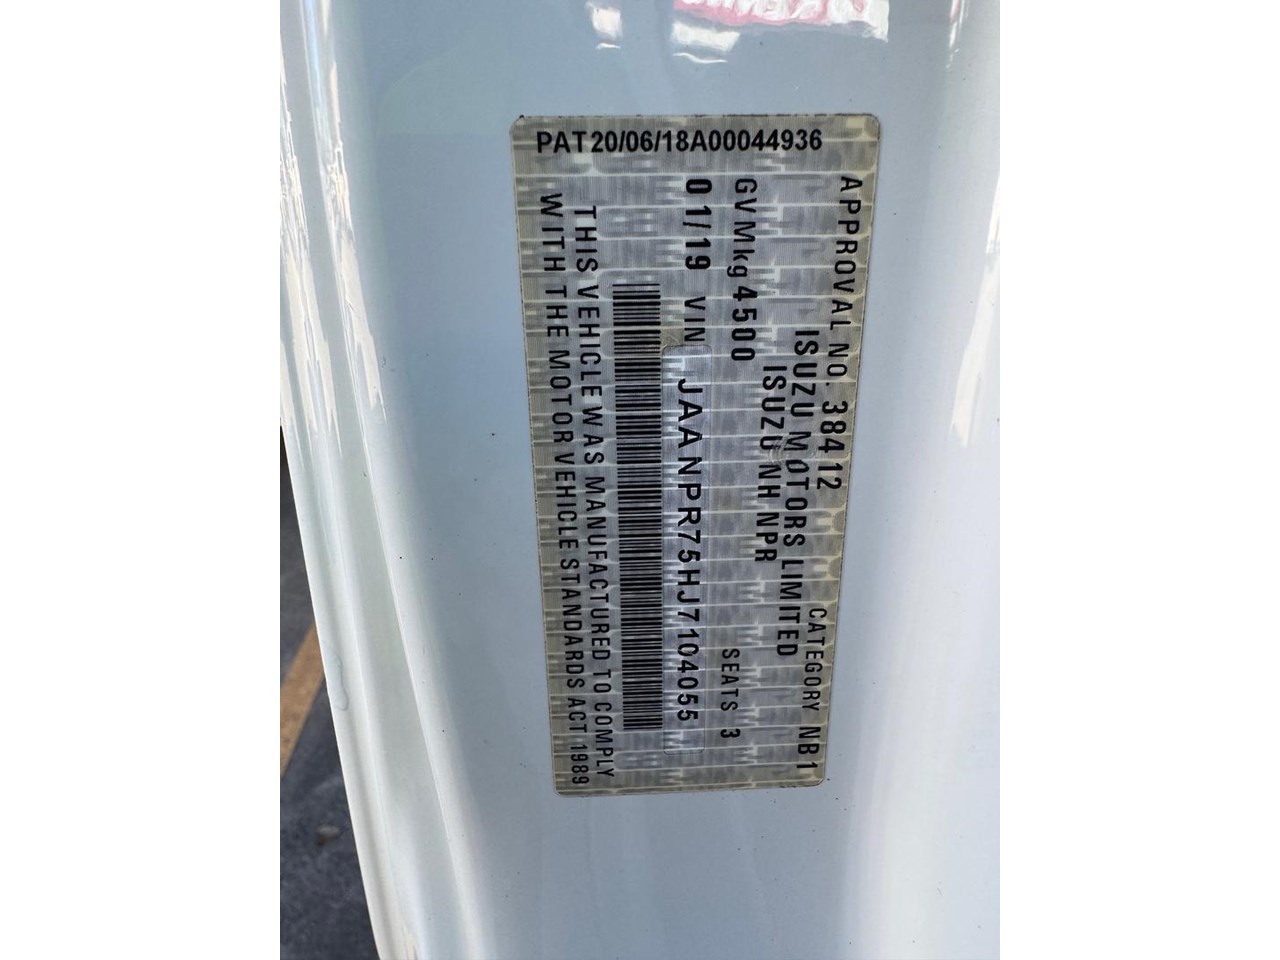 PAT20/06/18A00044936
APPROVAL NO. 38412 CATEGORY NB1
ISUZU MOTORS LIMITED
ISUZU NH NPR
GVMkg 4500 SEATS 3
01/19 VIN JAANPR75HJ7104055
THIS VEHICLE WAS MANUFACTURED TO COMPLY
WITH THE MOTOR VEHICLE STANDARDS ACT 1989